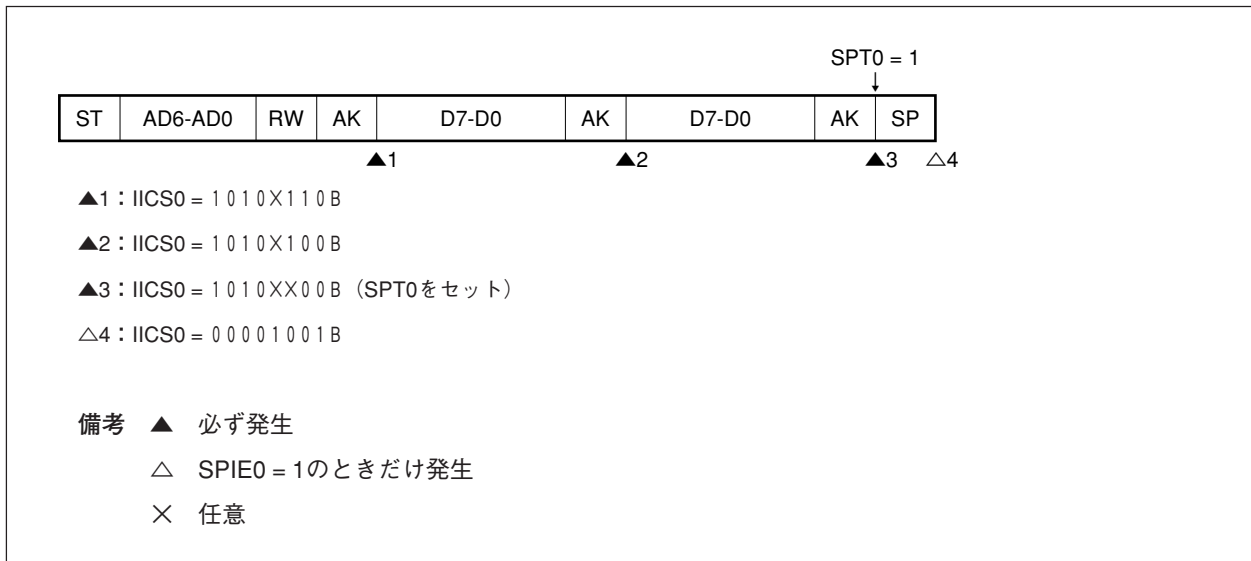 SPT0 = 1
↓
ST AD6-AD0 RW AK D7-D0 AK D7-D0 AK SP
▲1 ▲2 ▲3 △4
▲1：IICS0 = 1010X110B
▲2：IICS0 = 1010X100B
▲3：IICS0 = 1010XX00B（SPT0をセット）
△4：IICS0 = 00001001B
備考 ▲ 必ず発生
△ SPIE0 = 1のときだけ発生
× 任意